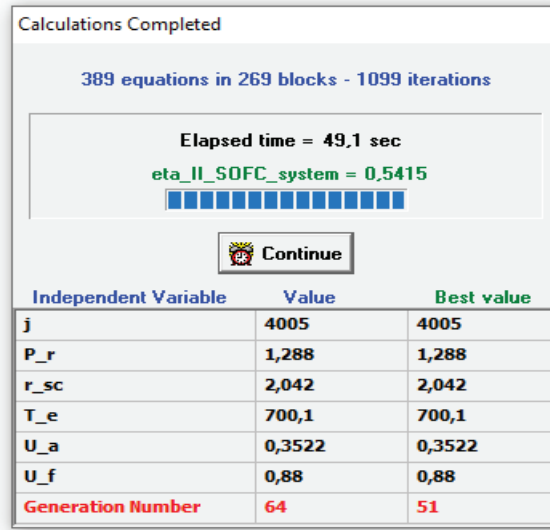 Calculations Completed
389 equations in 269 blocks - 1099 iterations
Elapsed time = 49,1 sec
eta_II_SOFC_system = 0,5415
Continue
Independent Variable Value Best value
j 4005 4005
P_r 1,288 1,288
r_sc 2,042 2,042
T_e 700,1 700,1
U_a 0,3522 0,3522
U_f 0,88 0,88
Generation Number 64 51